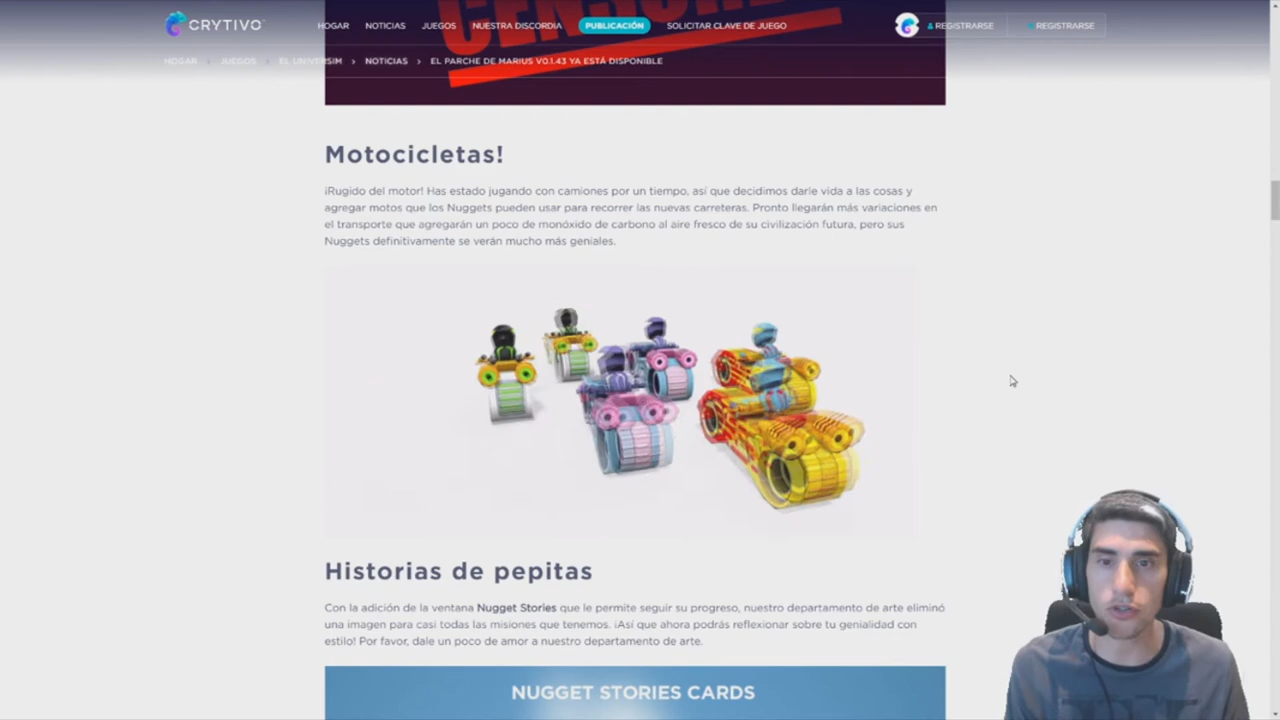 CRYTIVO
HOGAR NOTICIAS JUEGOS NUESTRA DISCORDIA PUBLICACIÓN SOLICITAR CLAVE DE JUEGO REGISTRARSE REGISTRARSE
HOGAR > JUEGOS > EL UNIVERSIM > NOTICIAS > EL PARCHE DE MARIUS V0.1.43 YA ESTÁ DISPONIBLE
Motocicletas!
¡Rugido del motor! Has estado jugando con camiones por un tiempo, así que decidimos darle vida a las cosas y
agregar motos que los Nuggets pueden usar para recorrer las nuevas carreteras. Pronto llegarán más variaciones en
el transporte que agregarán un poco de monóxido de carbono al aire fresco de su civilización futura, pero sus
Nuggets definitivamente se verán mucho más geniales.
Historias de pepitas
Con la adición de la ventana Nugget Stories que le permite seguir su progreso, nuestro departamento de arte eliminó
una imagen para casi todas las misiones que tenemos. ¡Así que ahora podrás reflexionar sobre tu genialidad con
estilo! Por favor, dale un poco de amor a nuestro departamento de arte.
NUGGET STORIES CARDS